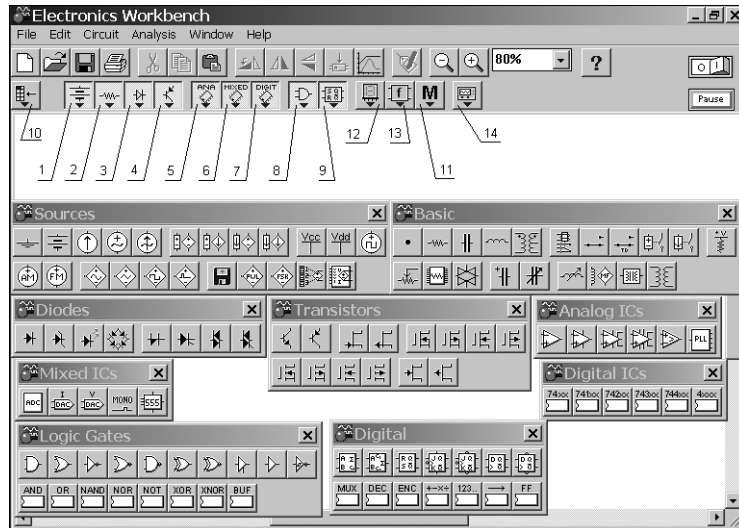 Electronics Workbench
File Edit Circuit Analysis Window Help
80% ?
Pause
ANA MIXED DIGIT
M
10 12 13 14
1 2 3 4 5 6 7 8 9 11
Sources
Basic
Vcc Vdd
AM FM PUL FSK
Diodes
Transistors
Analog ICs
PLL
Mixed ICs
ADC I DAC V DAC MONO 555
Digital ICs
74xx 741xx 742xx 743xx 744xx 4xxx
Logic Gates
AND OR NAND NOR NOT XOR XNOR BUF
Digital
MUX DEC ENC +-×÷ 123.. FF